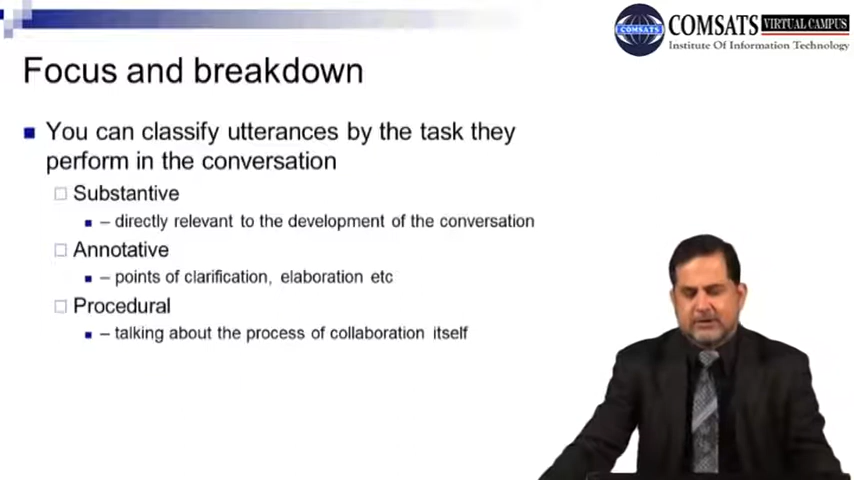 COMSATS VIRTUAL CAMPUS
Institute Of Information Technology
COMSATS
Focus and breakdown
You can classify utterances by the task they
perform in the conversation
Substantive
– directly relevant to the development of the conversation
Annotative
– points of clarification, elaboration etc
Procedural
– talking about the process of collaboration itself